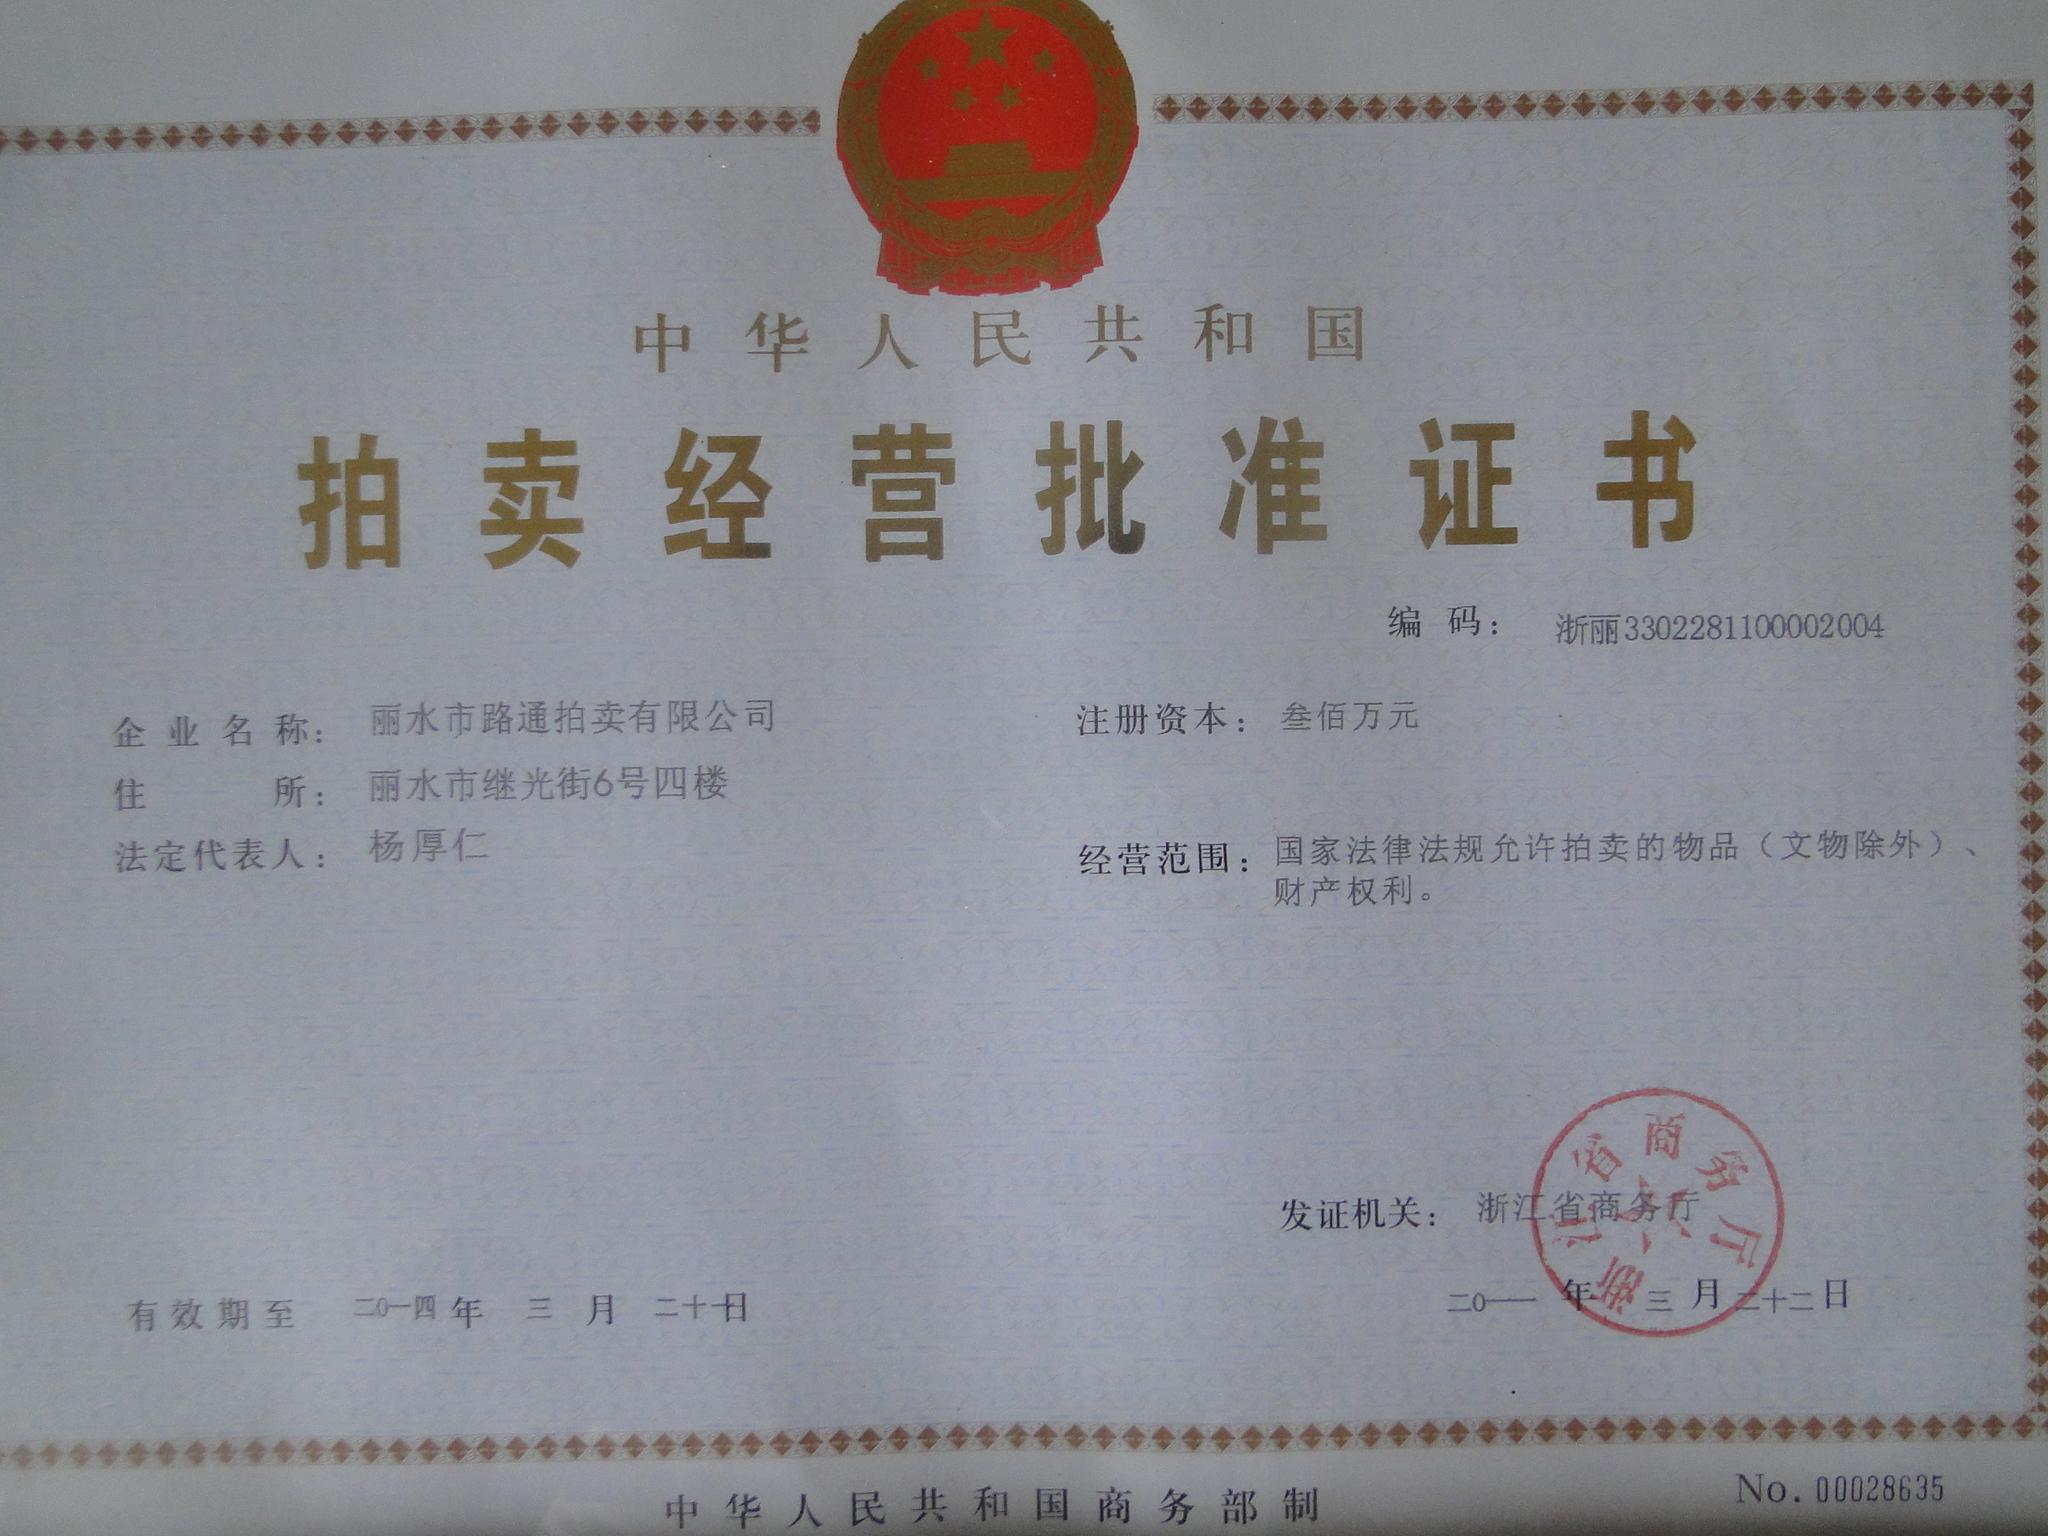 中华人民共和国
拍卖经营批准证书
编码： 浙丽3302281100002004
企业名称： 丽水市路通拍卖有限公司
住所： 丽水市继光街6号四楼
法定代表人： 杨厚仁
注册资本： 叁佰万元
经营范围： 国家法律法规允许拍卖的物品（文物除外）、
财产权利。
浙江省商务厅
发证机关： 浙江省商务厅
二〇一一年三月二十二日
有效期至 二〇一四年三月二十一日
中华人民共和国商务部制
No. 00028635